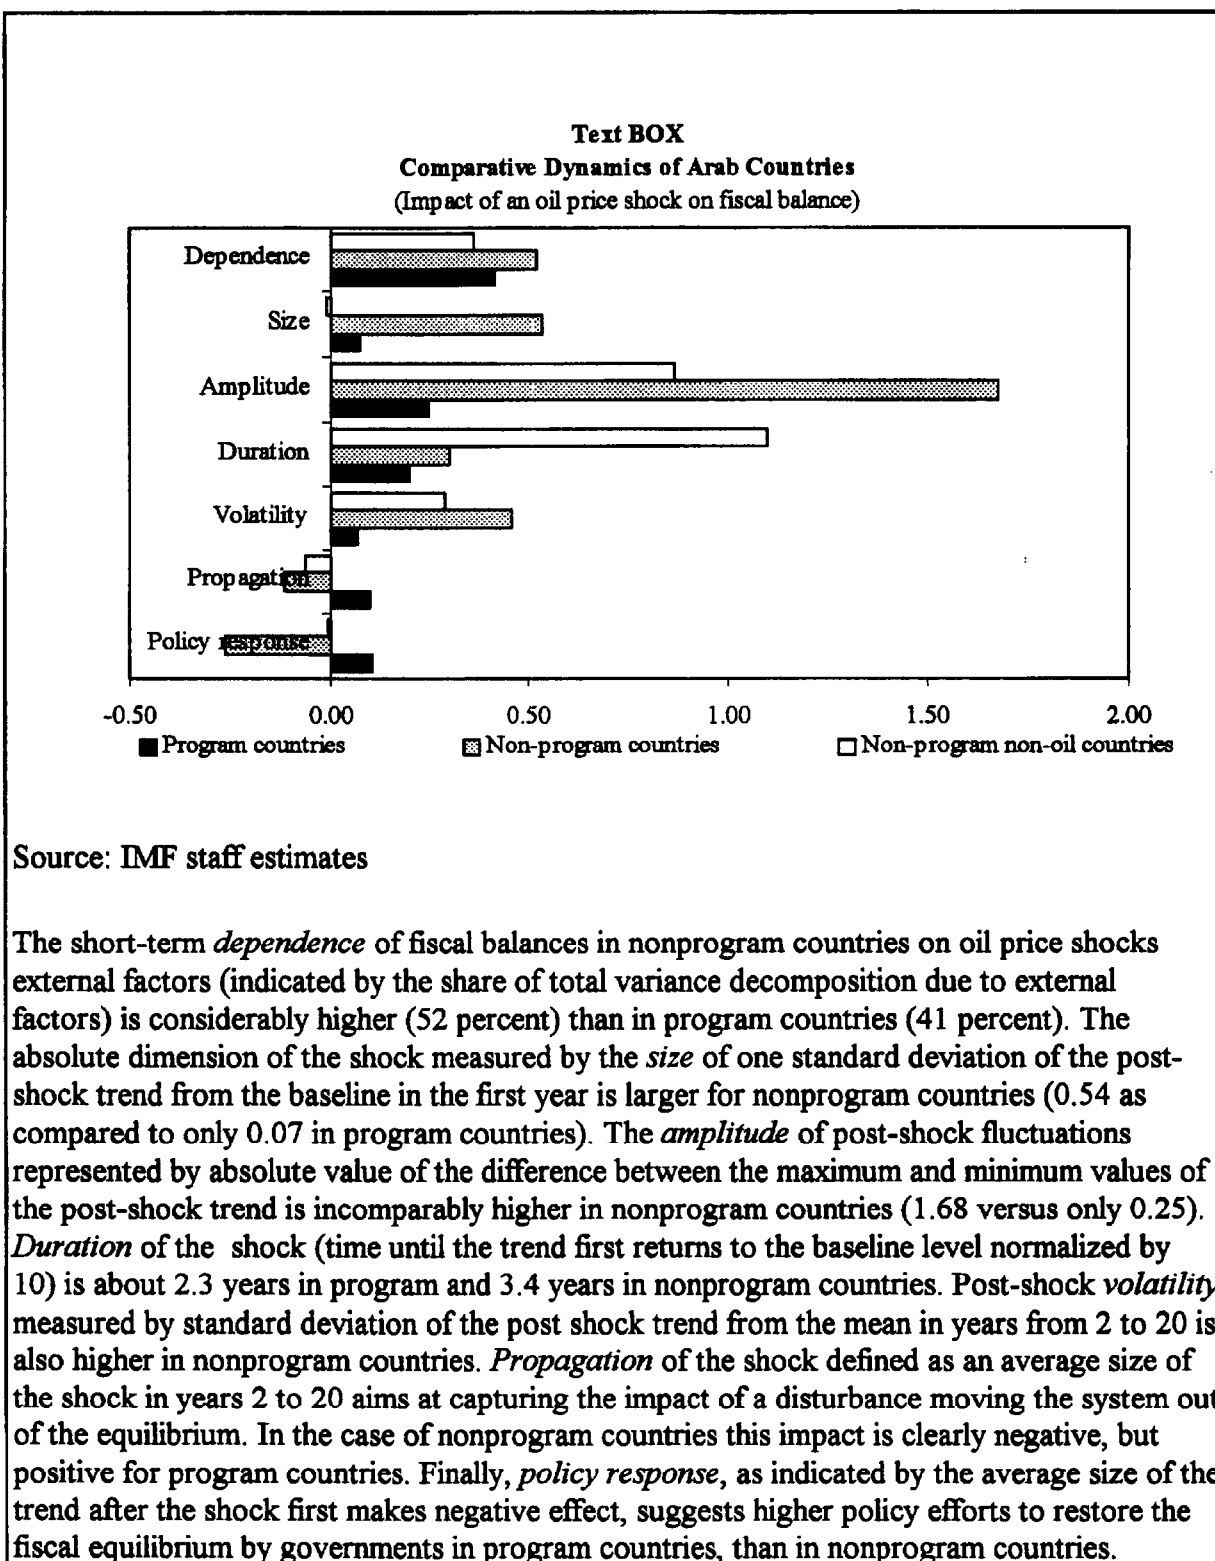 Text BOX
Comparative Dynamics of Arab Countries
(Impact of an oil price shock on fiscal balance)
Dependence
Size
Amplitude
Duration
Volatility
Propagation
Policy response
-0.50 0.00 0.50 1.00 1.50 2.00
Program countries Non-program countries Non-program non-oil countries
Source: IMF staff estimates
The short-term dependence of fiscal balances in nonprogram countries on oil price shocks
external factors (indicated by the share of total variance decomposition due to external
factors) is considerably higher (52 percent) than in program countries (41 percent). The
absolute dimension of the shock measured by the size of one standard deviation of the post-
shock trend from the baseline in the first year is larger for nonprogram countries (0.54 as
compared to only 0.07 in program countries). The amplitude of post-shock fluctuations
represented by absolute value of the difference between the maximum and minimum values of
the post-shock trend is incomparably higher in nonprogram countries (1.68 versus only 0.25).
Duration of the shock (time until the trend first returns to the baseline level normalized by
10) is about 2.3 years in program and 3.4 years in nonprogram countries. Post-shock volatility
measured by standard deviation of the post shock trend from the mean in years from 2 to 20 is
also higher in nonprogram countries. Propagation of the shock defined as an average size of
the shock in years 2 to 20 aims at capturing the impact of a disturbance moving the system out
of the equilibrium. In the case of nonprogram countries this impact is clearly negative, but
positive for program countries. Finally, policy response, as indicated by the average size of the
trend after the shock first makes negative effect, suggests higher policy efforts to restore the
fiscal equilibrium by governments in program countries, than in nonprogram countries.